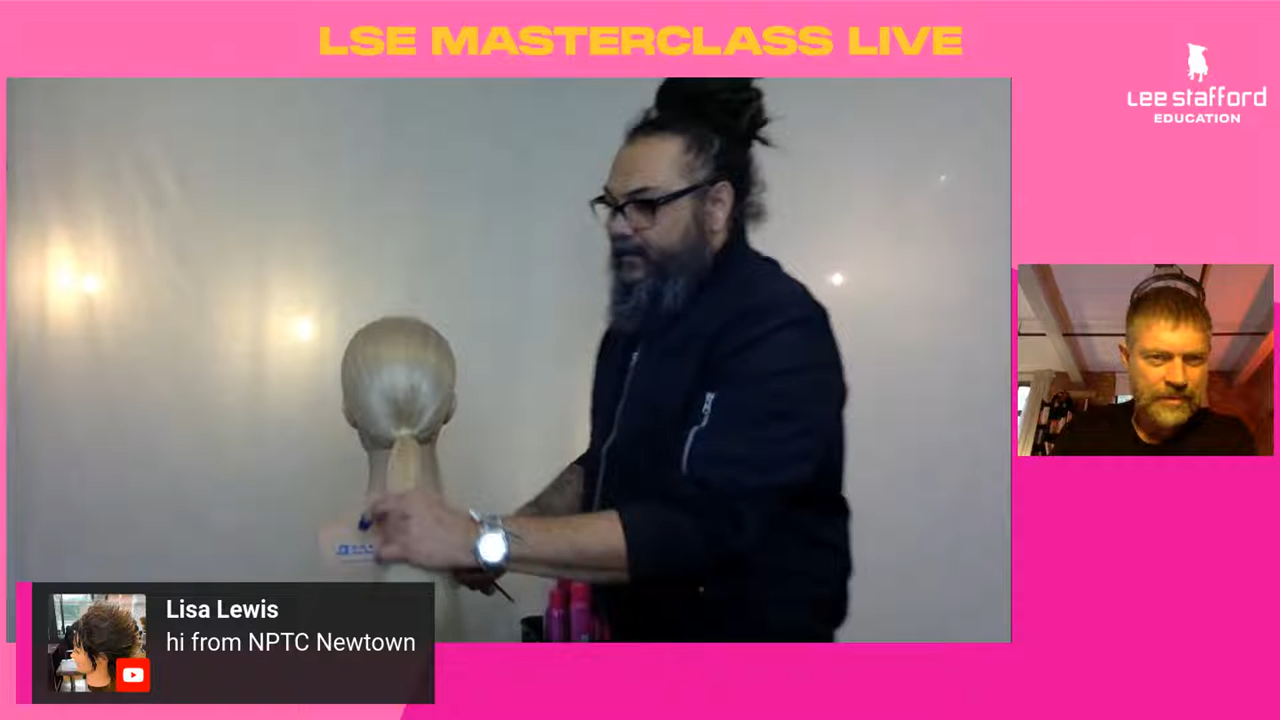 LSE MASTERCLASS LIVE
Lee Stafford
EDUCATION
Lisa Lewis
hi from NPTC Newtown